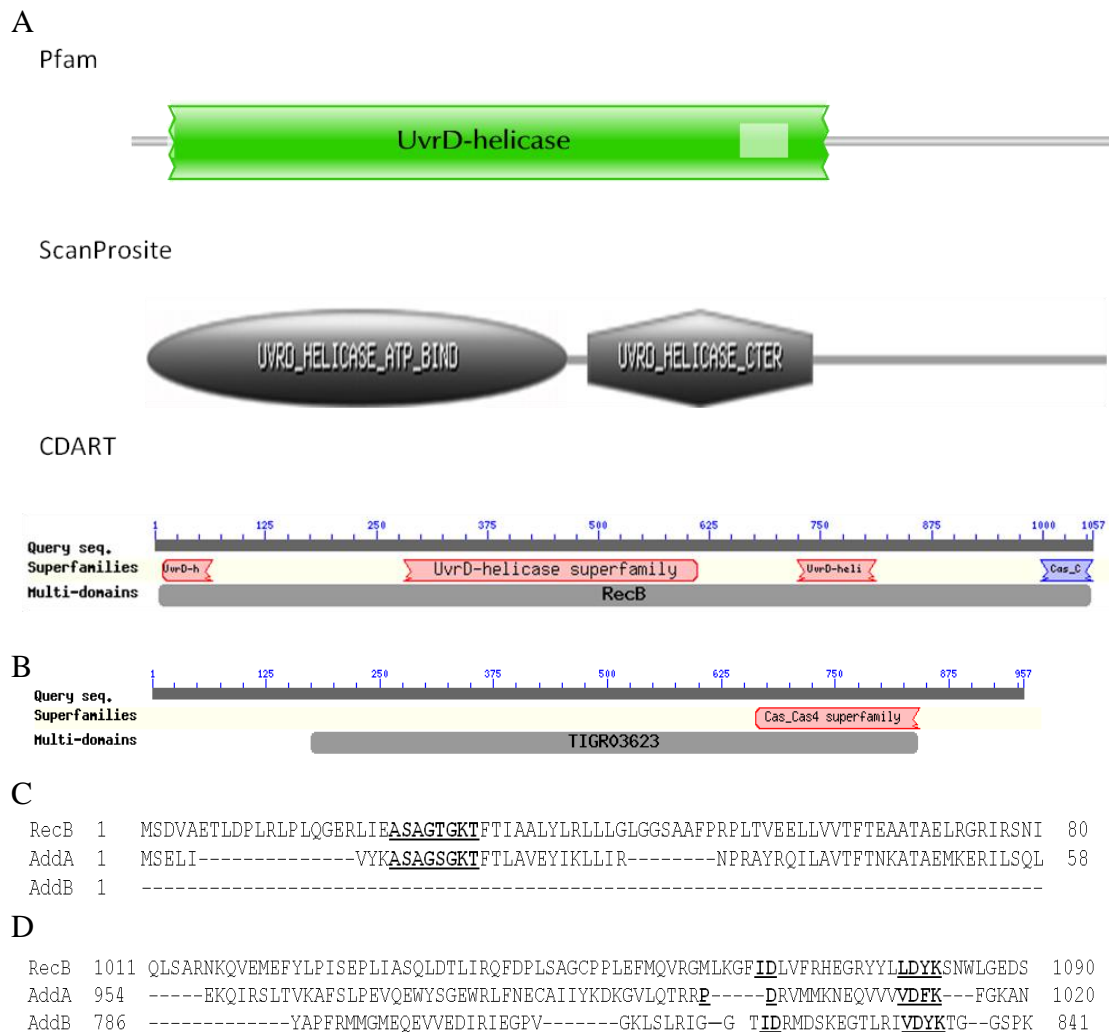 A
Pfam
UvrD-helicase
ScanProsite
UVRD_HELICASE_ATP_BIND UVRD_HELICASE_CTER
CDART
1 125 250 375 500 625 750 875 1000 1057
Query seq.
Superfamilies UvrD-h UvrD-helicase superfamily UvrD-heli Cas_C
Multi-domains RecB
B
1 125 250 375 500 625 750 957
Query seq.
Superfamilies Cas_Cas4 superfamily
Multi-domains TIGR03623
C
RecB 1 MSDVAETLDPLRLPLQGERLIEASAGTGKTFTIAALYLRLLLGLGGSAAFPRPLTVEELLVVTFTEAATAELRGRIRSNI 80
AddA 1 MSELI--------------VYKASAGSGKTFTLAVEYIKLLIR--------NPRAYRQILAVTFTNKATAEMKERILSQL 58
AddB 1 --------------------------------------------------------------------------------
D
RecB 1011 QLSARNKQVEMEFYLPISEPLIASQLDTLIRQFDPLSAGCPPLEFMQVRGMLKGFIDLVFRHEGRYYLLDYKSNWLGEDS 1090
AddA 954 -----EKQIRSLTVKAFSLPEVQEWYSGEWRLFNECAIIYKDKGVLQTRRP-----DRVMMKNEQVVVVDFK---FGKAN 1020
AddB 786 -------------YAPFRMMGMEQEVVEDIRIEGPV-------GKLSLRIG-G TIDRMDSKEGTLRIVDYKTG--GSPK 841